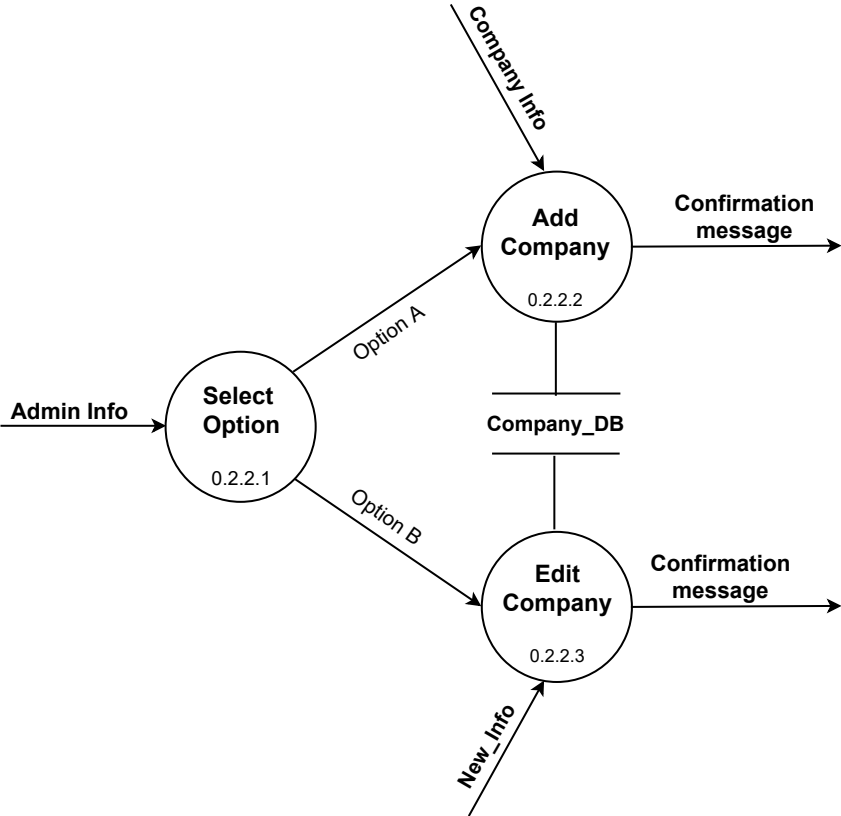 Company Info
Add
Company
0.2.2.2
Confirmation
message
Option A
Admin Info
Select
Option
0.2.2.1
Company_DB
Option B
Edit
Company
0.2.2.3
Confirmation
message
New_Info